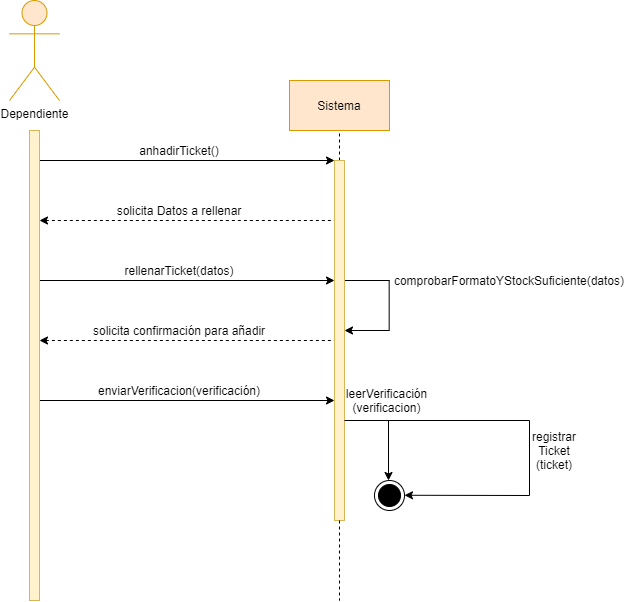 Dependiente
Sistema
anhadirTicket()
solicita Datos a rellenar
rellenarTicket(datos)
comprobarFormatoYStockSuficiente(datos)
solicita confirmación para añadir
enviarVerificacion(verificación)
leerVerificación
(verificacion)
registrar
Ticket
(ticket)